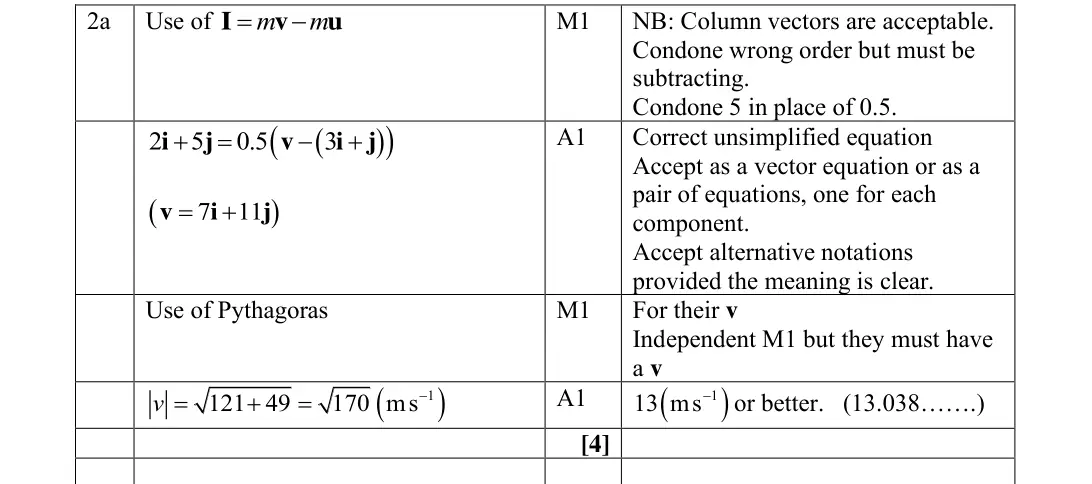 2a Use of I = mv − mu M1 NB: Column vectors are acceptable.
Condone wrong order but must be
subtracting.
Condone 5 in place of 0.5.
2i + 5j = 0.5(v − (3i + j)) A1 Correct unsimplified equation
Accept as a vector equation or as a
(v = 7i + 11j) pair of equations, one for each
component.
Accept alternative notations
provided the meaning is clear.
Use of Pythagoras M1 For their v
Independent M1 but they must have
a v
|v| = √121 + 49 = √170 (m s⁻¹) A1 13(m s⁻¹) or better. (13.038…….)
[4]